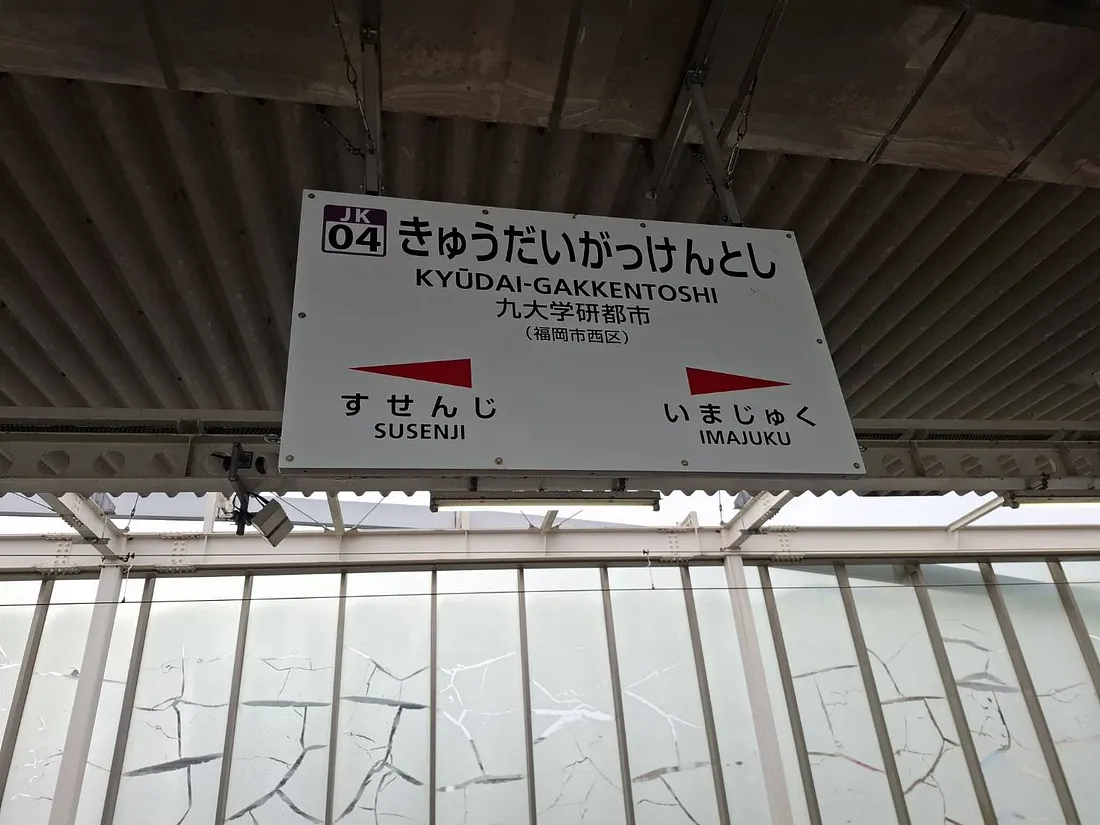 JK
04
きゅうだいがっけんとし
KYŪDAI-GAKKENTOSHI
九大学研都市
（福岡市西区）
すせんじ
SUSENJI
いまじゅく
IMAJUKU